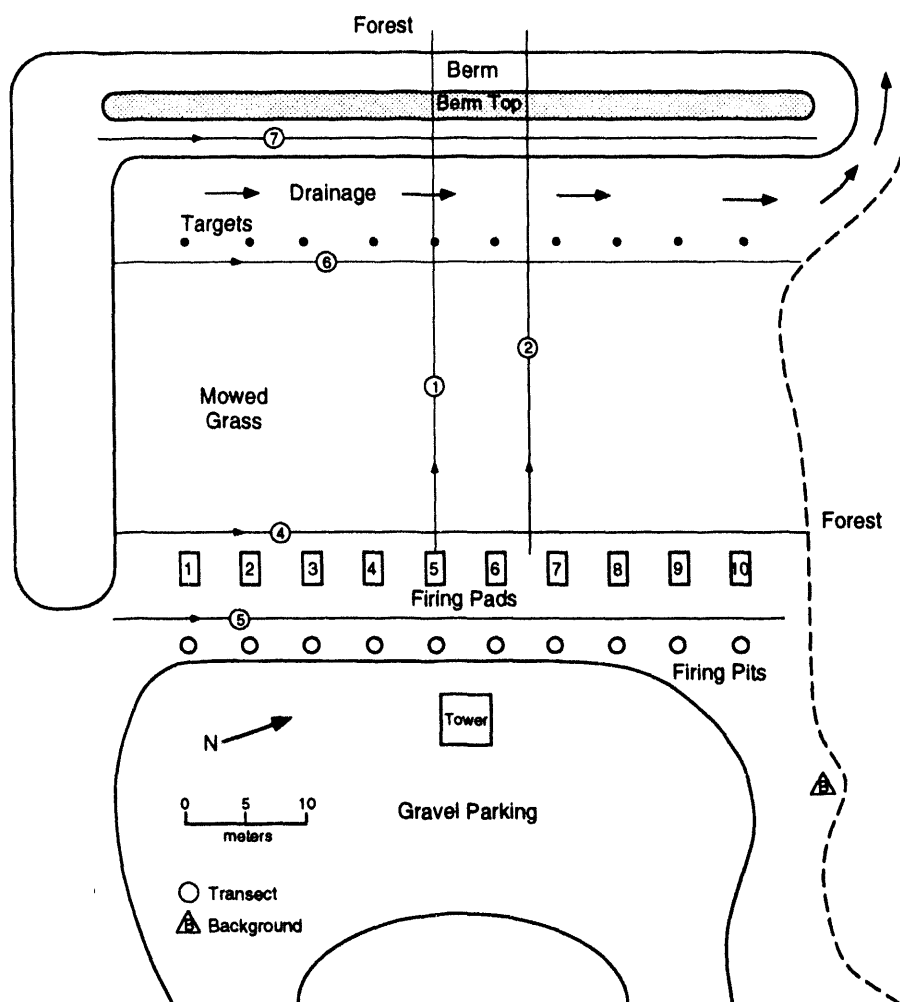 Forest
Berm
Berm Top
7
Drainage
Targets
6
2
1
Mowed
Grass
4
Forest
1 2 3 4 5 6 7 8 9 10
Firing Pads
5
Firing Pits
Tower
N
B
0 5 10
meters
Gravel Parking
Transect
B Background